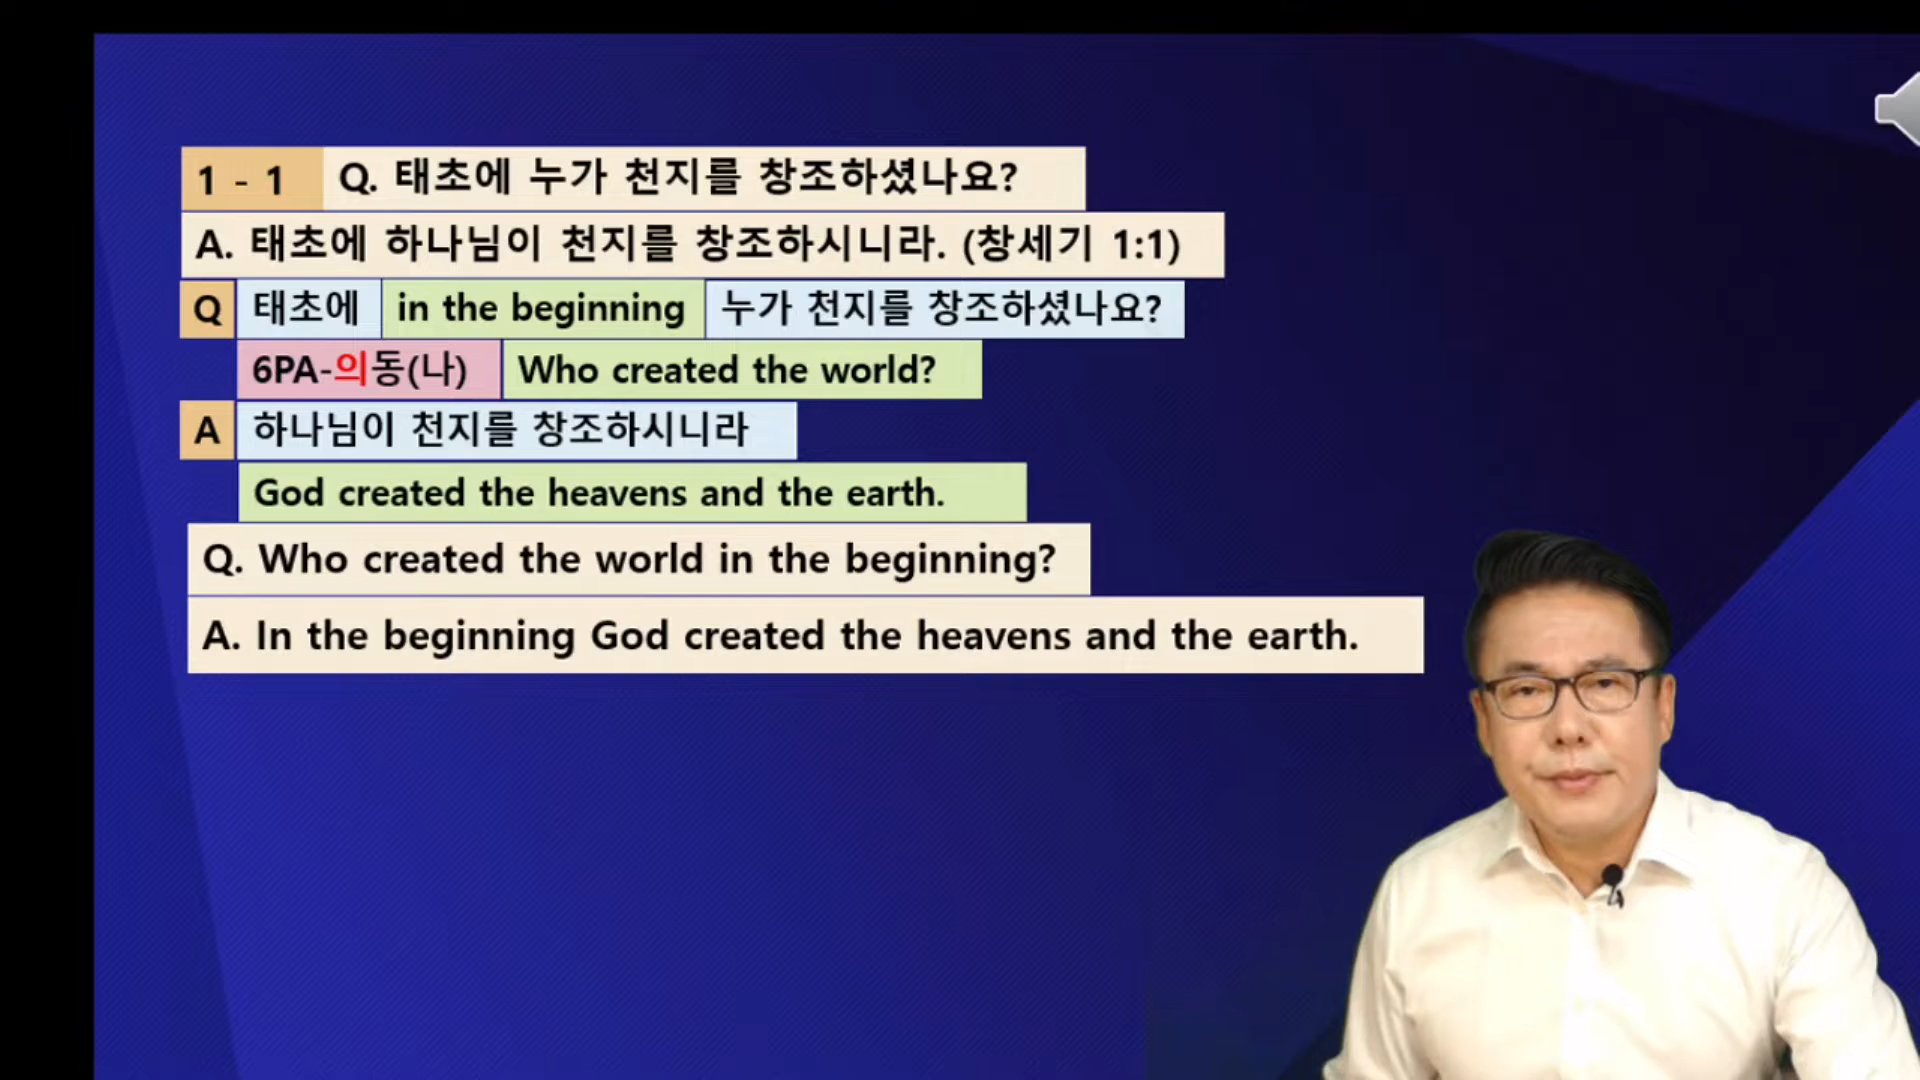 1 - 1 Q. 태초에 누가 천지를 창조하셨나요?
A. 태초에 하나님이 천지를 창조하시니라. (창세기 1:1)
Q 태초에 in the beginning 누가 천지를 창조하셨나요?
6PA-의동(나) Who created the world?
A 하나님이 천지를 창조하시니라
God created the heavens and the earth.
Q. Who created the world in the beginning?
A. In the beginning God created the heavens and the earth.